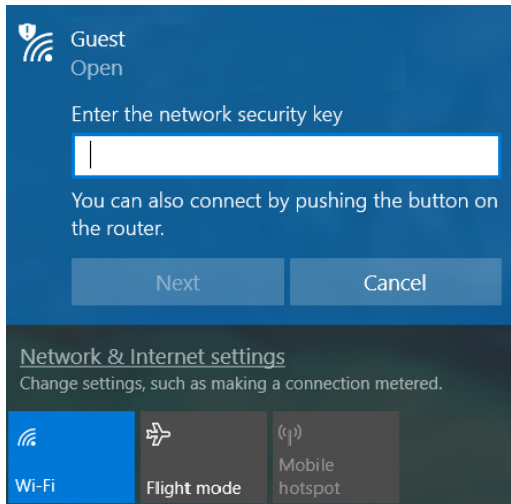 Guest
Open
Enter the network security key
You can also connect by pushing the button on
the router.
Next
Cancel
Network & Internet settings
Change settings, such as making a connection metered.
Wi-Fi
Flight mode
Mobile
hotspot